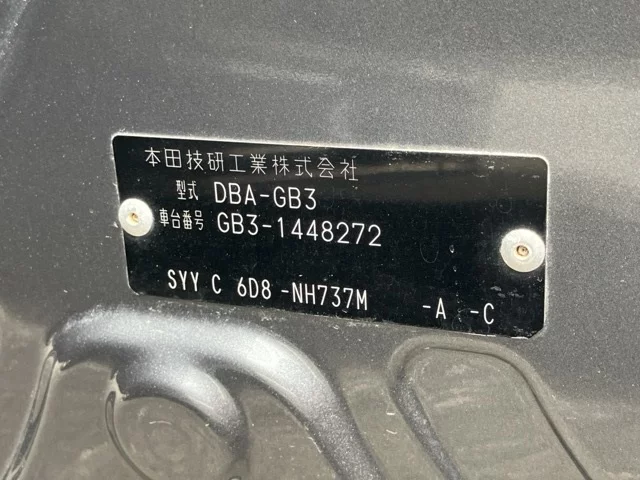 本田技研工業株式会社
型式 DBA-GB3
車台番号 GB3-1448272
SYY C 6D8 -NH737M -A -C